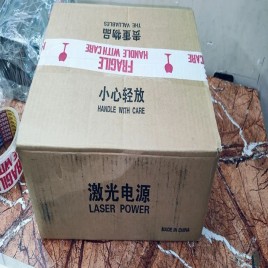 贵重物品
THE VALUABLES
FRAGILE
HANDLE WITH CARE
小心轻放
HANDLE WITH CARE
激光电源
LASER POWER
MADE IN CHINA